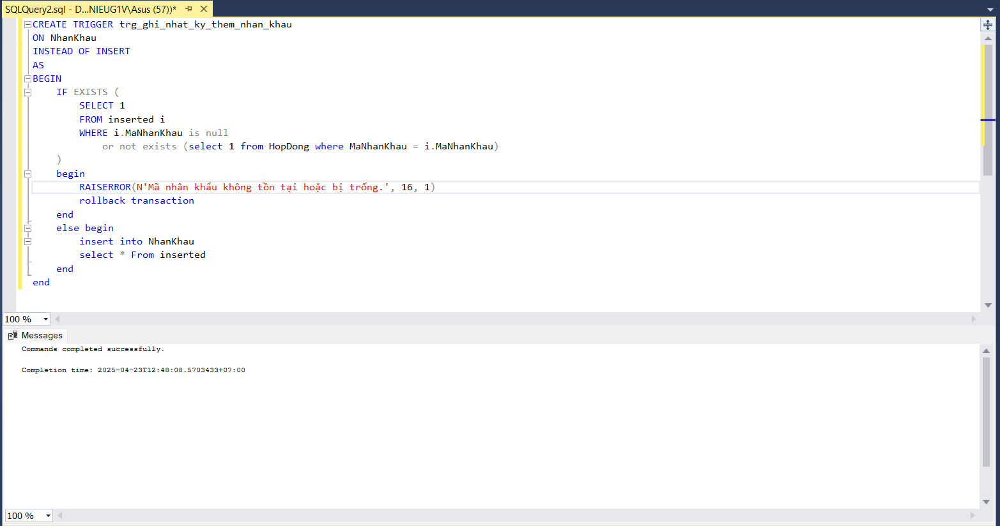 SQLQuery2.sql - D...NIEUG1V\Asus (57))*
CREATE TRIGGER trg_ghi_nhat_ky_them_nhan_khau
ON NhanKhau
INSTEAD OF INSERT
AS
BEGIN
    IF EXISTS (
        SELECT 1
        FROM inserted i
        WHERE i.MaNhanKhau is null
            or not exists (select 1 from HopDong where MaNhanKhau = i.MaNhanKhau)
    )
    begin
        RAISERROR(N'Mã nhân khẩu không tồn tại hoặc bị trống.', 16, 1)
        rollback transaction
    end
    else begin
        insert into NhanKhau
        select * From inserted
    end
end
100 %
Messages
Commands completed successfully.
Completion time: 2025-04-23T12:48:08.5703433+07:00
100 %